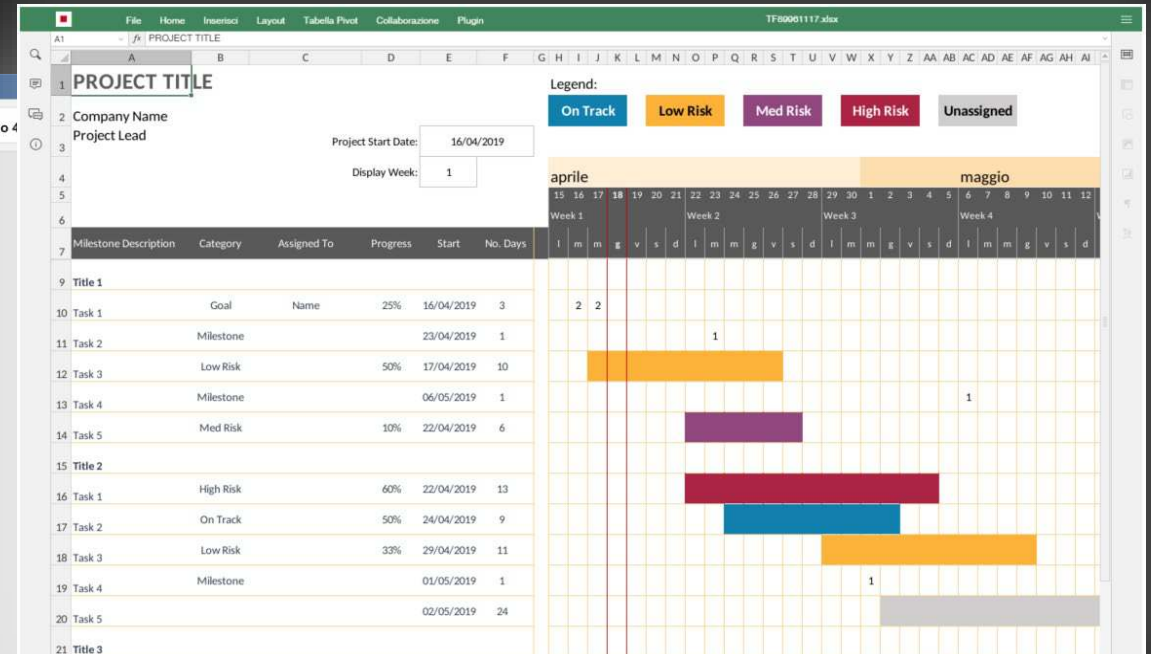 File Home Inserisci Layout Tabella Pivot Collaborazione Plugin TF89961117.xlsx
A1 fx PROJECT TITLE
A B C D E F G H I J K L M N O P Q R S T U V W X Y Z AA AB AC AD AE AF AG AH AI
1 PROJECT TITLE Legend:
2 Company Name On Track Low Risk Med Risk High Risk Unassigned
3 Project Lead Project Start Date: 16/04/2019
4 Display Week: 1 aprile maggio
5 15 16 17 18 19 20 21 22 23 24 25 26 27 28 29 30 1 2 3 4 5 6 7 8 9 10 11 12
6 Week 1 Week 2 Week 3 Week 4
7 Milestone Description Category Assigned To Progress Start No. Days l m m g v s d l m m g v s d l m m g v s d l m m g v s d
9 Title 1
10 Task 1 Goal Name 25% 16/04/2019 3 2 2
11 Task 2 Milestone 23/04/2019 1 1
12 Task 3 Low Risk 50% 17/04/2019 10
13 Task 4 Milestone 06/05/2019 1 1
14 Task 5 Med Risk 10% 22/04/2019 6
15 Title 2
16 Task 1 High Risk 60% 22/04/2019 13
17 Task 2 On Track 50% 24/04/2019 9
18 Task 3 Low Risk 33% 29/04/2019 11
19 Task 4 Milestone 01/05/2019 1 1
20 Task 5 02/05/2019 24
21 Title 3
o 4